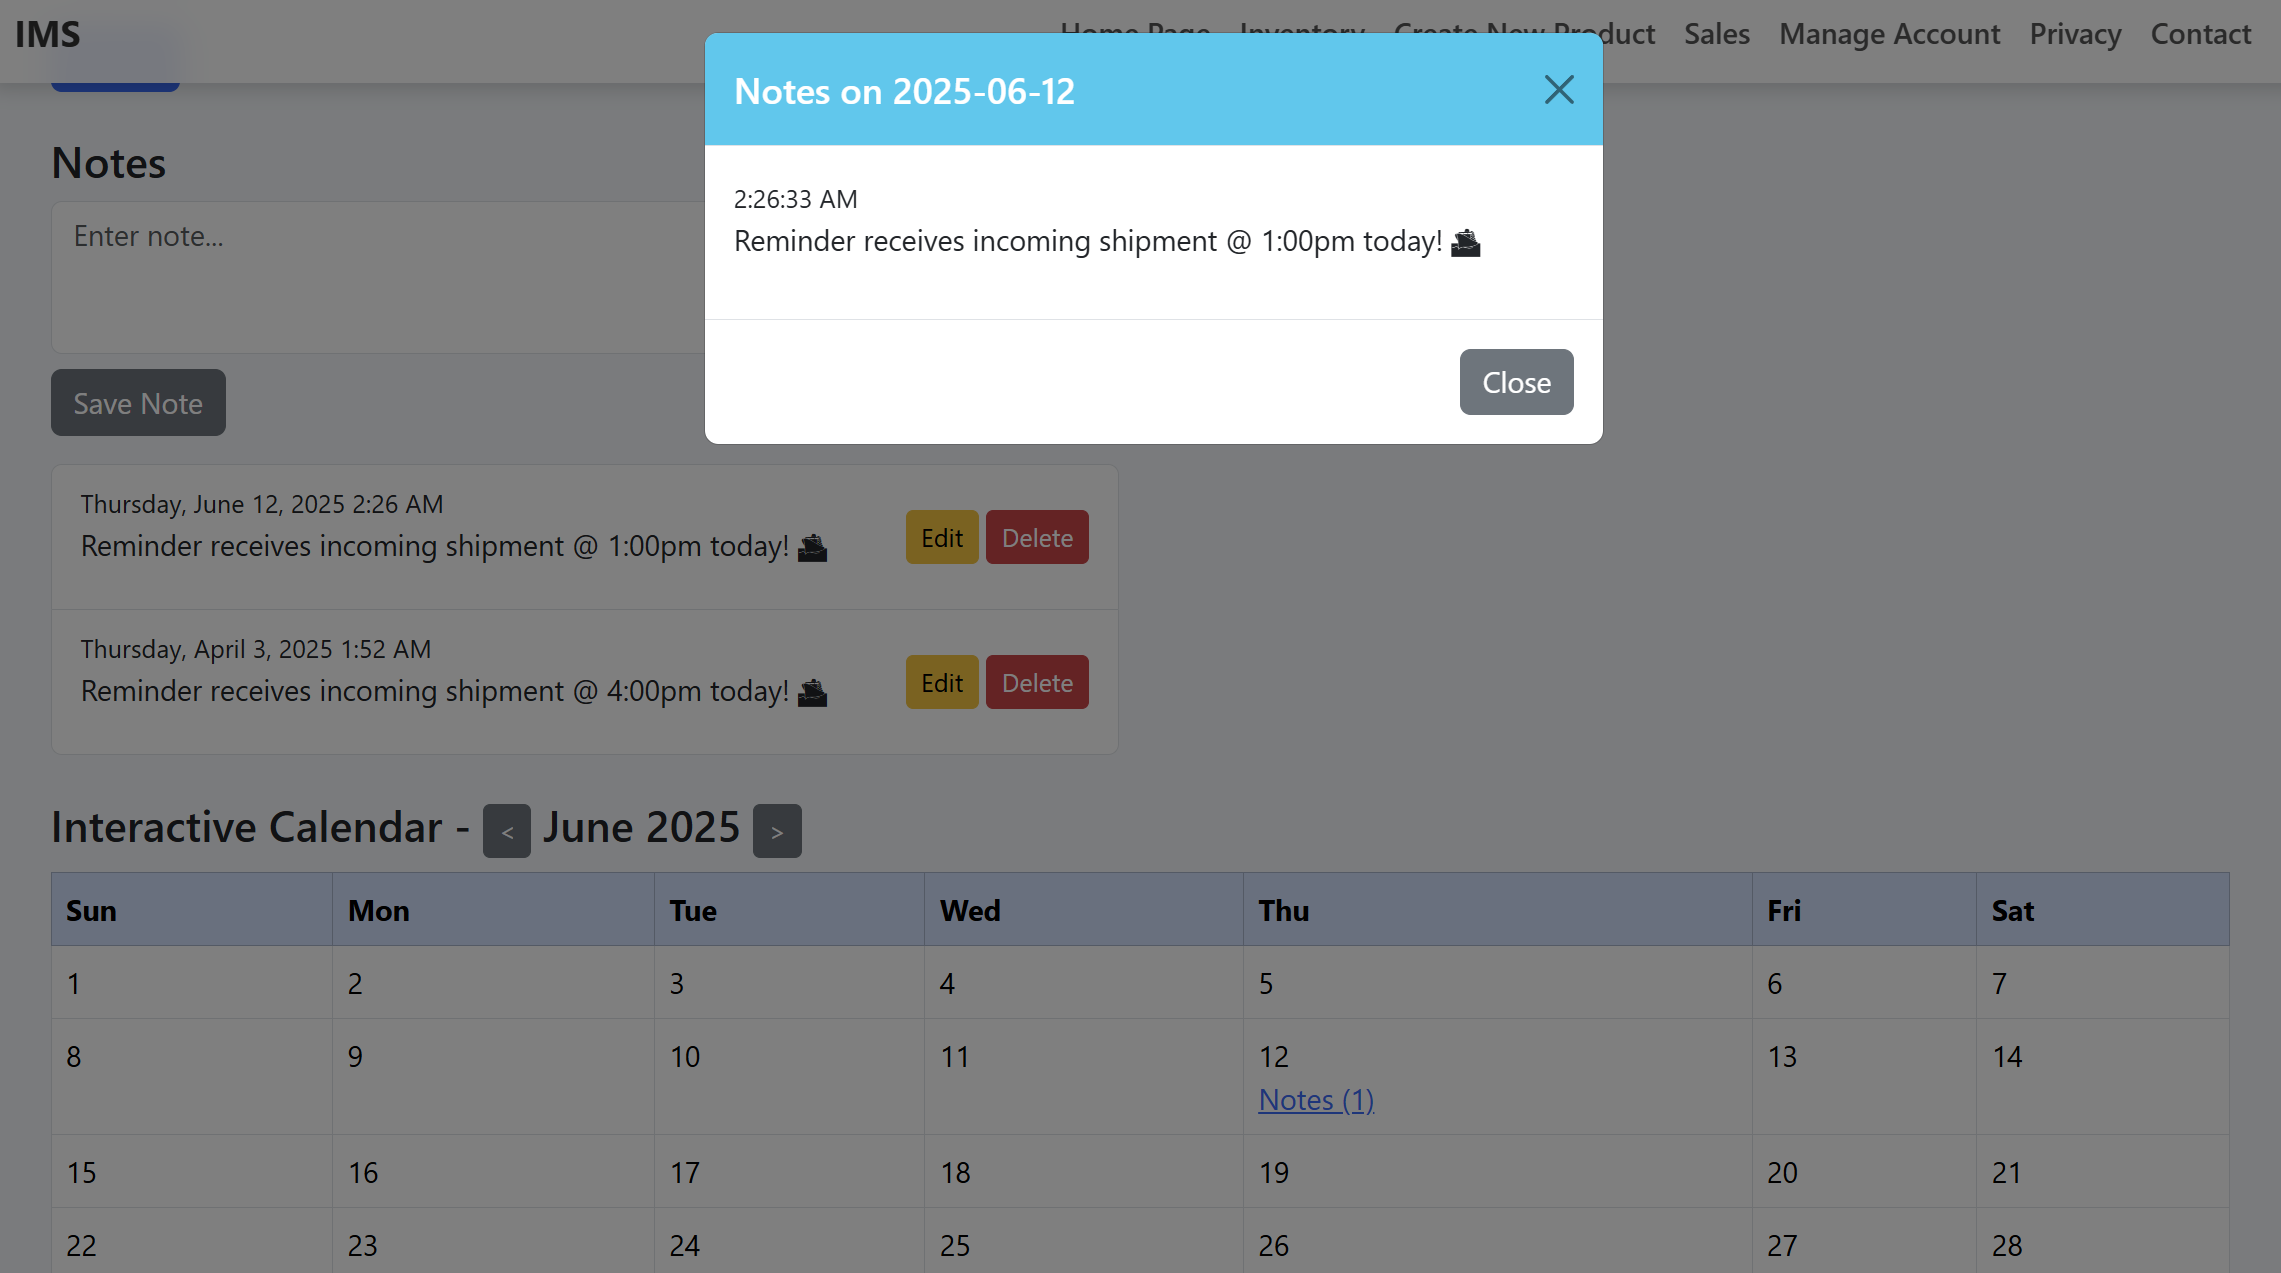 IMS
Home Page Inventory Create New Product Sales Manage Account Privacy Contact
Notes on 2025-06-12
2:26:33 AM
Reminder receives incoming shipment @ 1:00pm today!
Close
Notes
Enter note...
Save Note
Thursday, June 12, 2025 2:26 AM
Reminder receives incoming shipment @ 1:00pm today!
Edit Delete
Thursday, April 3, 2025 1:52 AM
Reminder receives incoming shipment @ 4:00pm today!
Edit Delete
Interactive Calendar - < June 2025 >
Sun Mon Tue Wed Thu Fri Sat
1 2 3 4 5 6 7
8 9 10 11 12 13 14
Notes (1)
15 16 17 18 19 20 21
22 23 24 25 26 27 28